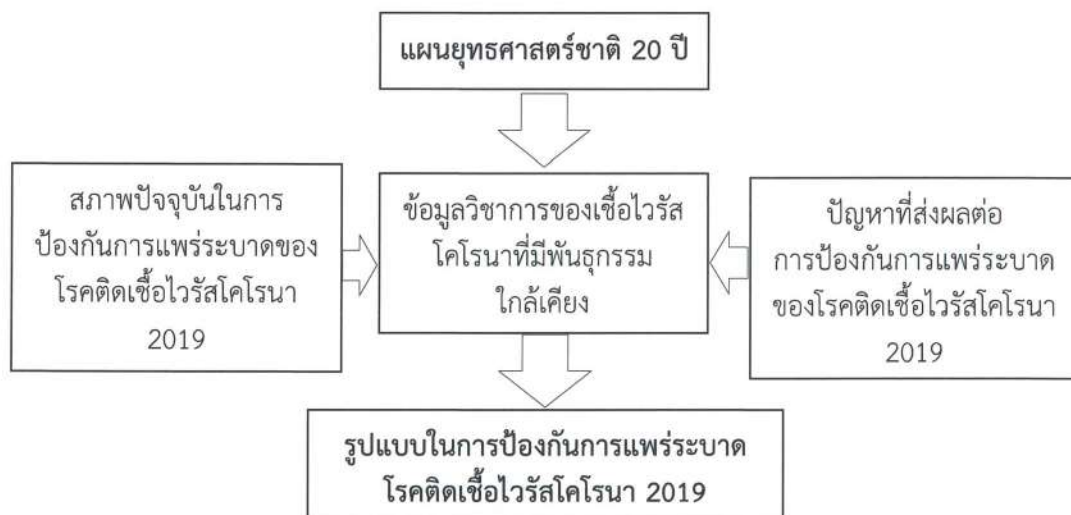 แผนยุทธศาสตร์ชาติ 20 ปี
สภาพปัจจุบันในการ
ป้องกันการแพร่ระบาดของ
โรคติดเชื้อไวรัสโคโรนา
2019
ข้อมูลวิชาการของเชื้อไวรัส
โคโรนาที่มีพันธุกรรม
ใกล้เคียง
ปัญหาที่ส่งผลต่อ
การป้องกันการแพร่ระบาด
ของโรคติดเชื้อไวรัสโคโรนา
2019
รูปแบบในการป้องกันการแพร่ระบาด
โรคติดเชื้อไวรัสโคโรนา 2019